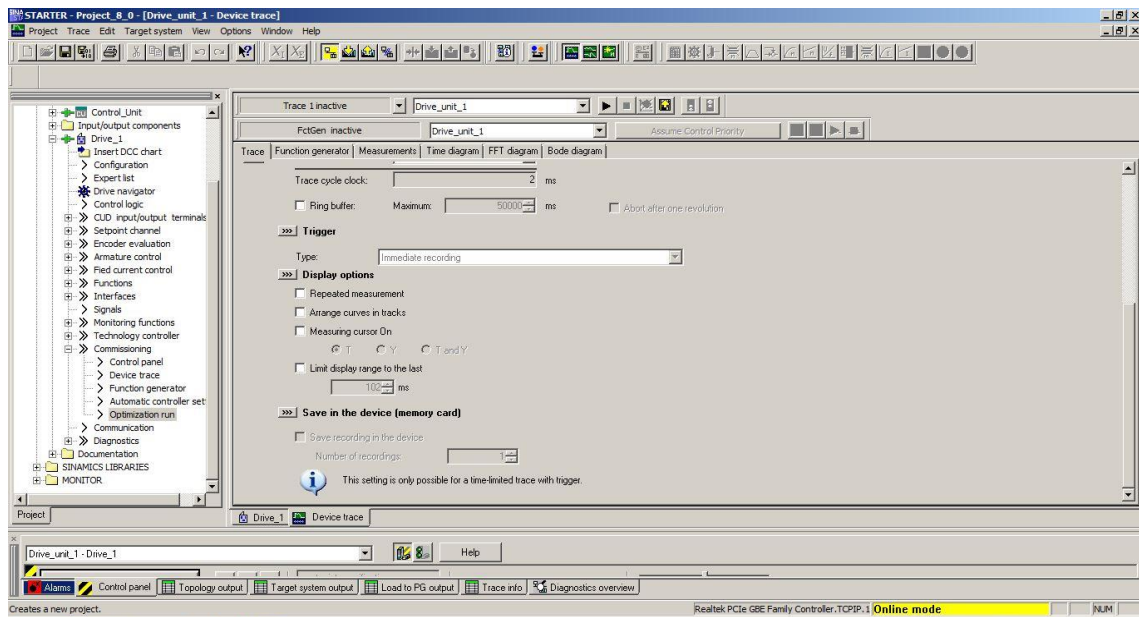 STARTER - Project_8_0 - [Drive_unit_1 - Device trace]
Project Trace Edit Target system View Options Window Help
Trace 1 inactive Drive_unit_1
FctGen inactive Drive_unit_1 Assume Control Priority
Trace Function generator Measurements Time diagram FFT diagram Bode diagram
Control_Unit
Input/output components
Drive_1
Insert DCC chart
Configuration
Expert list
Drive navigator
Control logic
CUD input/output terminals
Setpoint channel
Encoder evaluation
Armature control
Fied current control
Functions
Interfaces
Signals
Monitoring functions
Technology controller
Commissioning
Control panel
Device trace
Function generator
Automatic controller set
Optimization run
Communication
Diagnostics
Documentation
SINAMICS LIBRARIES
MONITOR
Project
Trace cycle clock: 2 ms
Ring buffer: Maximum: 50000 ms Abort after one revolution
Trigger
Type: Immediate recording
Display options
Repeated measurement
Arrange curves in tracks
Measuring cursor On
T Y T and Y
Limit display range to the last
102 ms
Save in the device (memory card)
Save recording in the device
Number of recordings: 1
This setting is only possible for a time-limited trace with trigger.
Drive_1 Device trace
Drive_unit_1 - Drive_1 Help
Alarms Control panel Topology output Target system output Load to PG output Trace info Diagnostics overview
Creates a new project. Realtek PCIe GBE Family Controller.TCPIP.1 Online mode NUM